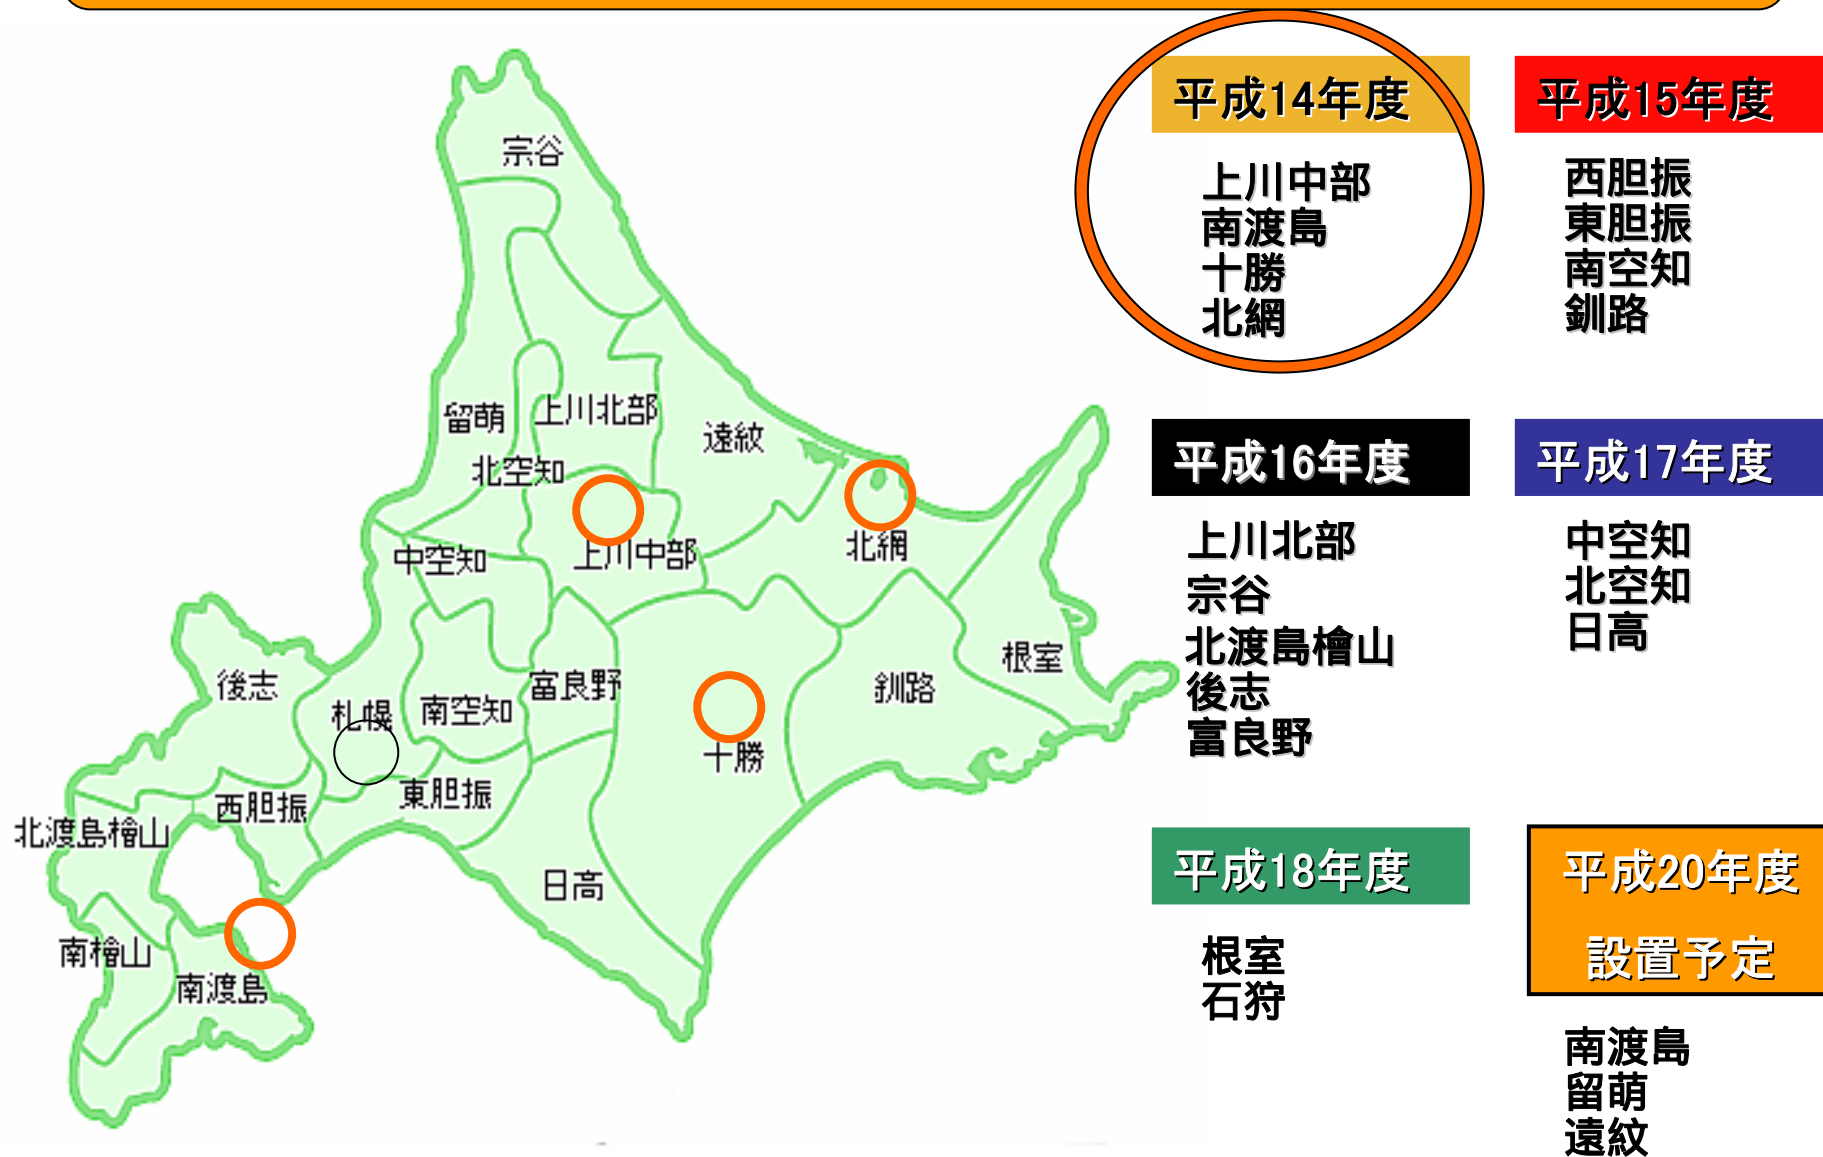 宗谷
留萌
上川北部
遠紋
北空知
中空知
上川中部
北網
後志
札幌
南空知
富良野
釧路
根室
十勝
西胆振
東胆振
北渡島檜山
日高
南檜山
南渡島
平成14年度
上川中部
南渡島
十勝
北網
平成15年度
西胆振
東胆振
南空知
釧路
平成16年度
上川北部
宗谷
北渡島檜山
後志
富良野
平成17年度
中空知
北空知
日高
平成18年度
根室
石狩
平成20年度
設置予定
南渡島
留萌
遠紋